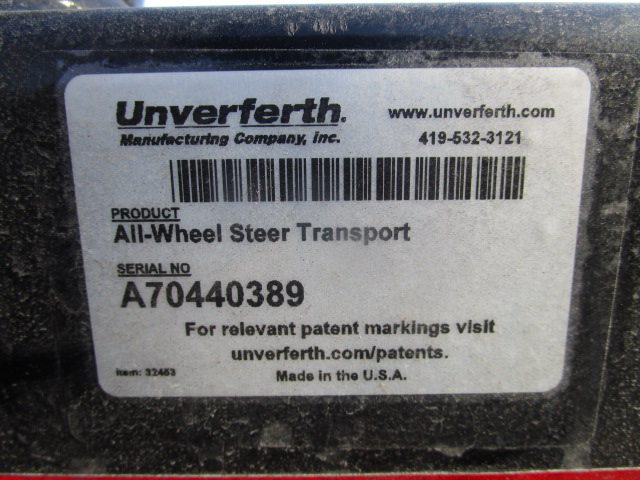 Unverferth. www.unverferth.com
Manufacturing Company, Inc. 419-532-3121
PRODUCT
All-Wheel Steer Transport
SERIAL NO
A70440389
For relevant patent markings visit
unverferth.com/patents.
Item: 32453 Made in the U.S.A.